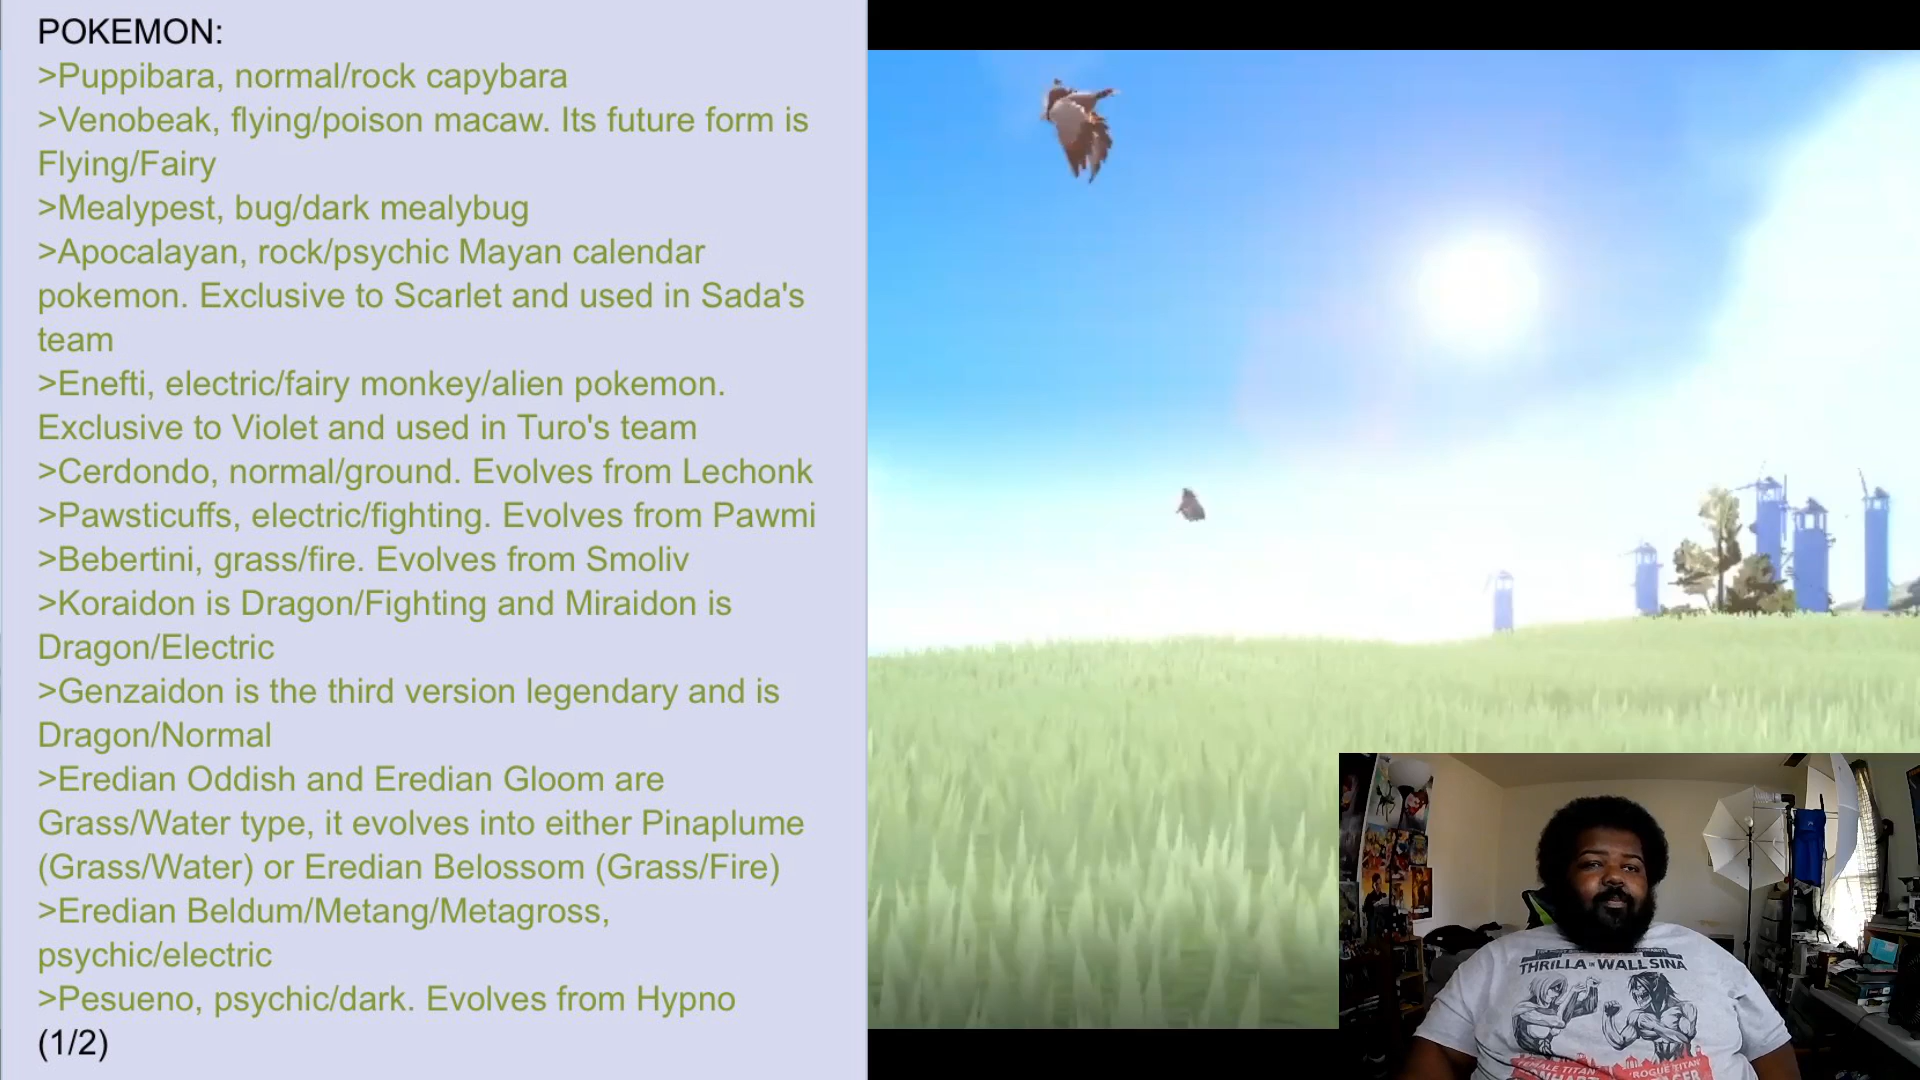 POKEMON:
>Puppibara, normal/rock capybara
>Venobeak, flying/poison macaw. Its future form is
Flying/Fairy
>Mealypest, bug/dark mealybug
>Apocalayan, rock/psychic Mayan calendar
pokemon. Exclusive to Scarlet and used in Sada's
team
>Enefti, electric/fairy monkey/alien pokemon.
Exclusive to Violet and used in Turo's team
>Cerdondo, normal/ground. Evolves from Lechonk
>Pawsticuffs, electric/fighting. Evolves from Pawmi
>Bebertini, grass/fire. Evolves from Smoliv
>Koraidon is Dragon/Fighting and Miraidon is
Dragon/Electric
>Genzaidon is the third version legendary and is
Dragon/Normal
>Eredian Oddish and Eredian Gloom are
Grass/Water type, it evolves into either Pinaplume
(Grass/Water) or Eredian Belossom (Grass/Fire)
>Eredian Beldum/Metang/Metagross,
psychic/electric
>Pesueno, psychic/dark. Evolves from Hypno
(1/2)
THRILLA WALL SINA
FEMALE TITAN
ROGUE TITAN